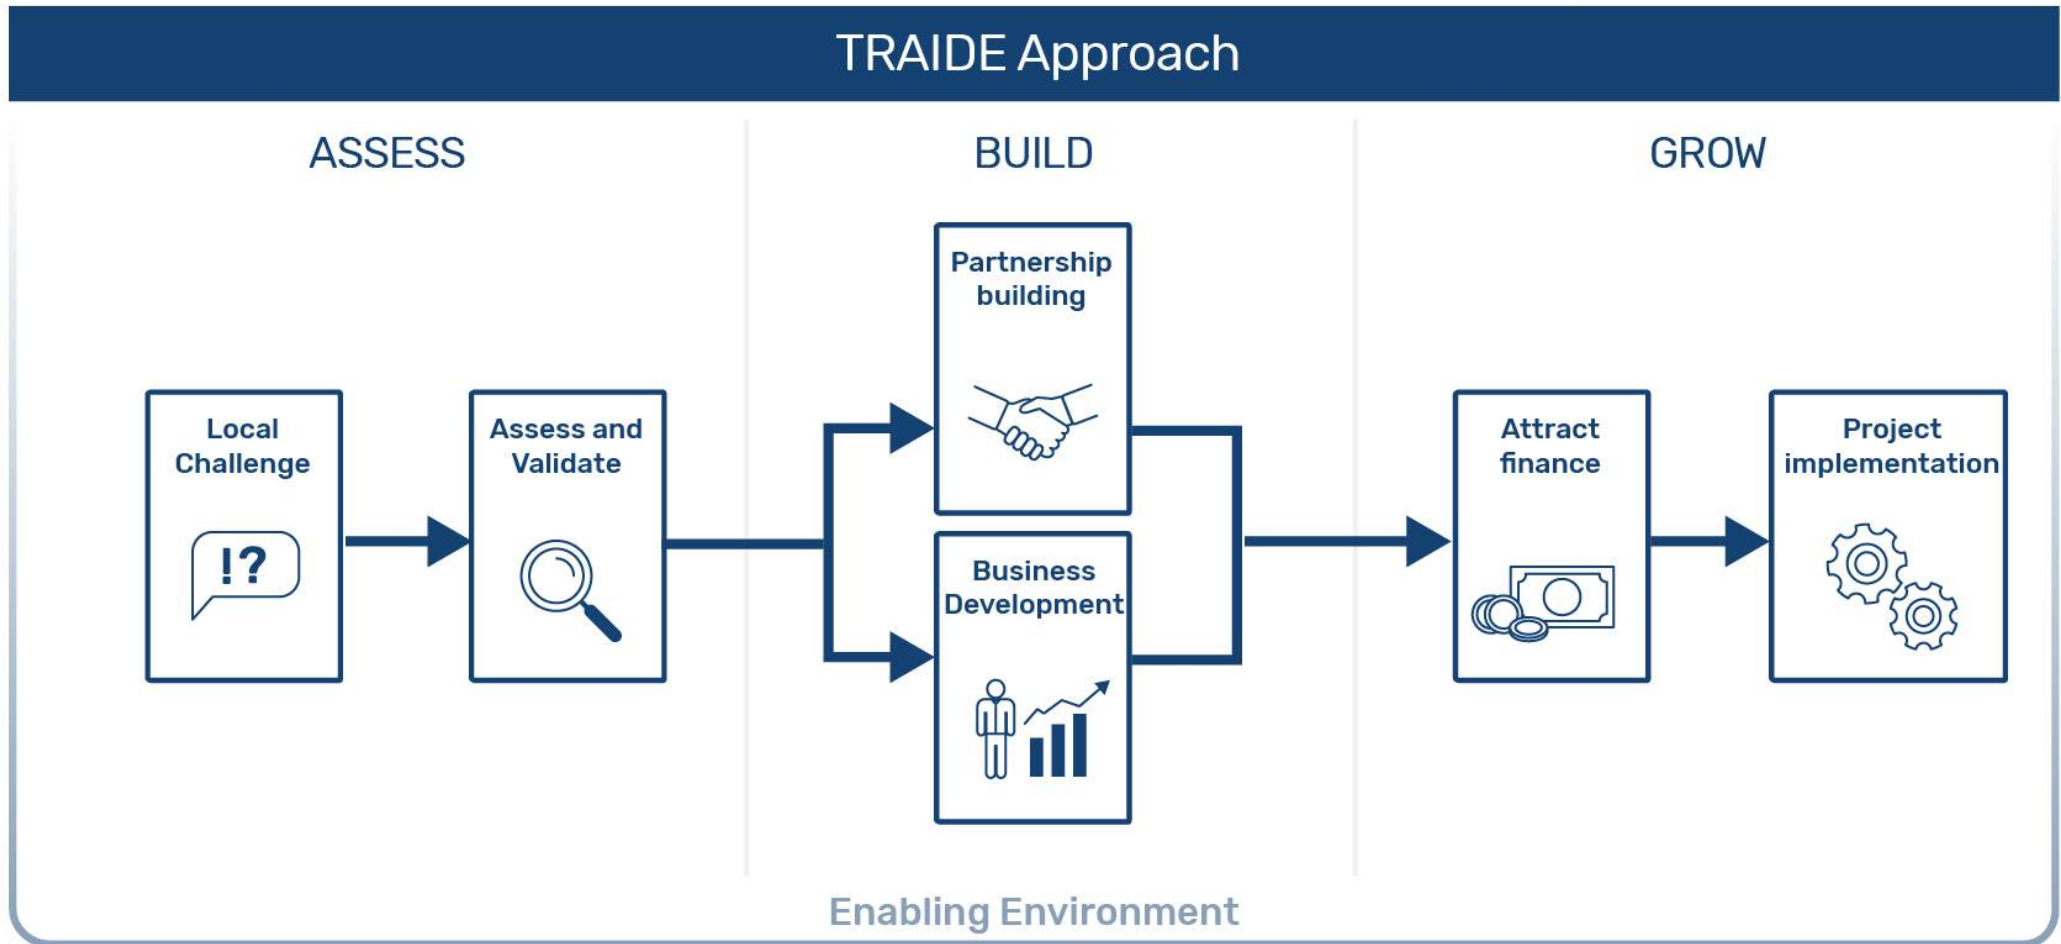 TRAIDE Approach
ASSESS
BUILD
GROW
Local
Challenge
!?
Assess and
Validate
Partnership
building
Business
Development
Attract
finance
Project
implementation
Enabling Environment